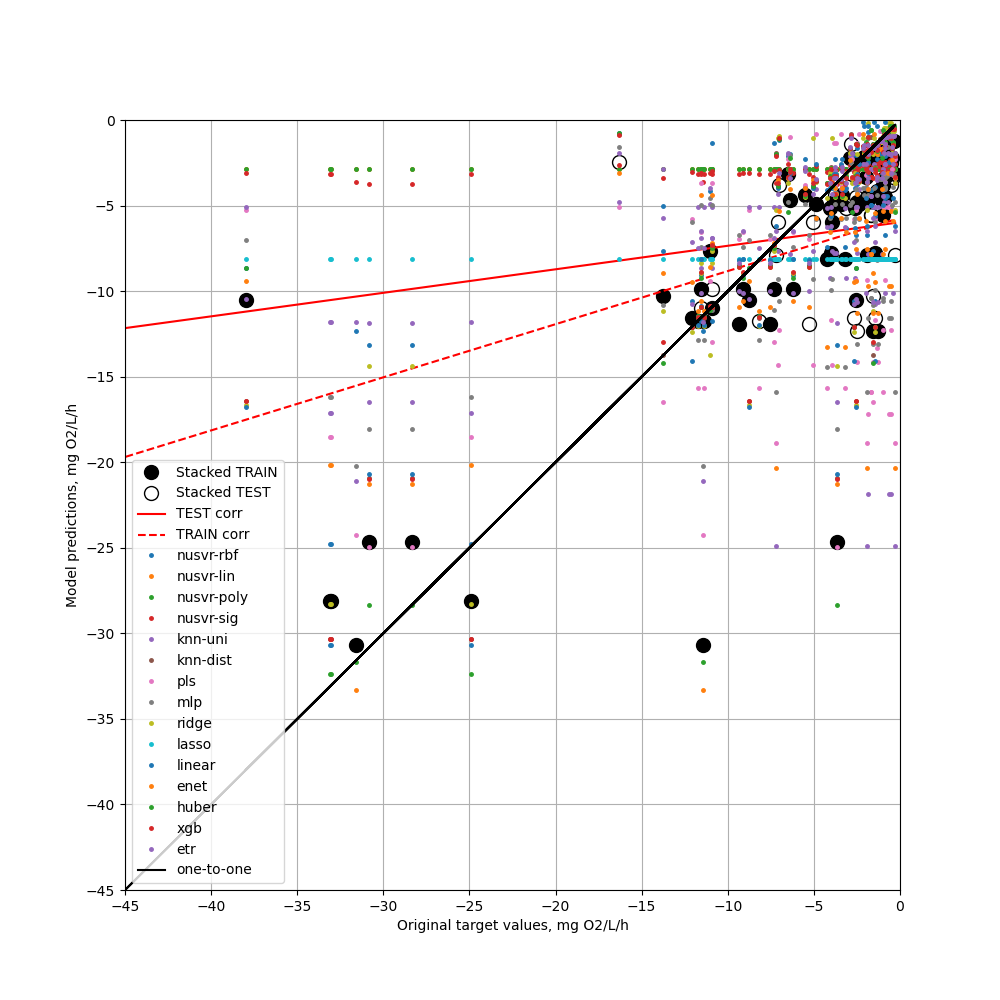 0
−5
−10
−15
−20
−25
−30
−35
−40
−45
Model predictions, mg O2/L/h
Stacked TRAIN
Stacked TEST
TEST corr
TRAIN corr
nusvr-rbf
nusvr-lin
nusvr-poly
nusvr-sig
knn-uni
knn-dist
pls
mlp
ridge
lasso
linear
enet
huber
xgb
etr
one-to-one
−45 −40 −35 −30 −25 −20 −15 −10 −5 0
Original target values, mg O2/L/h